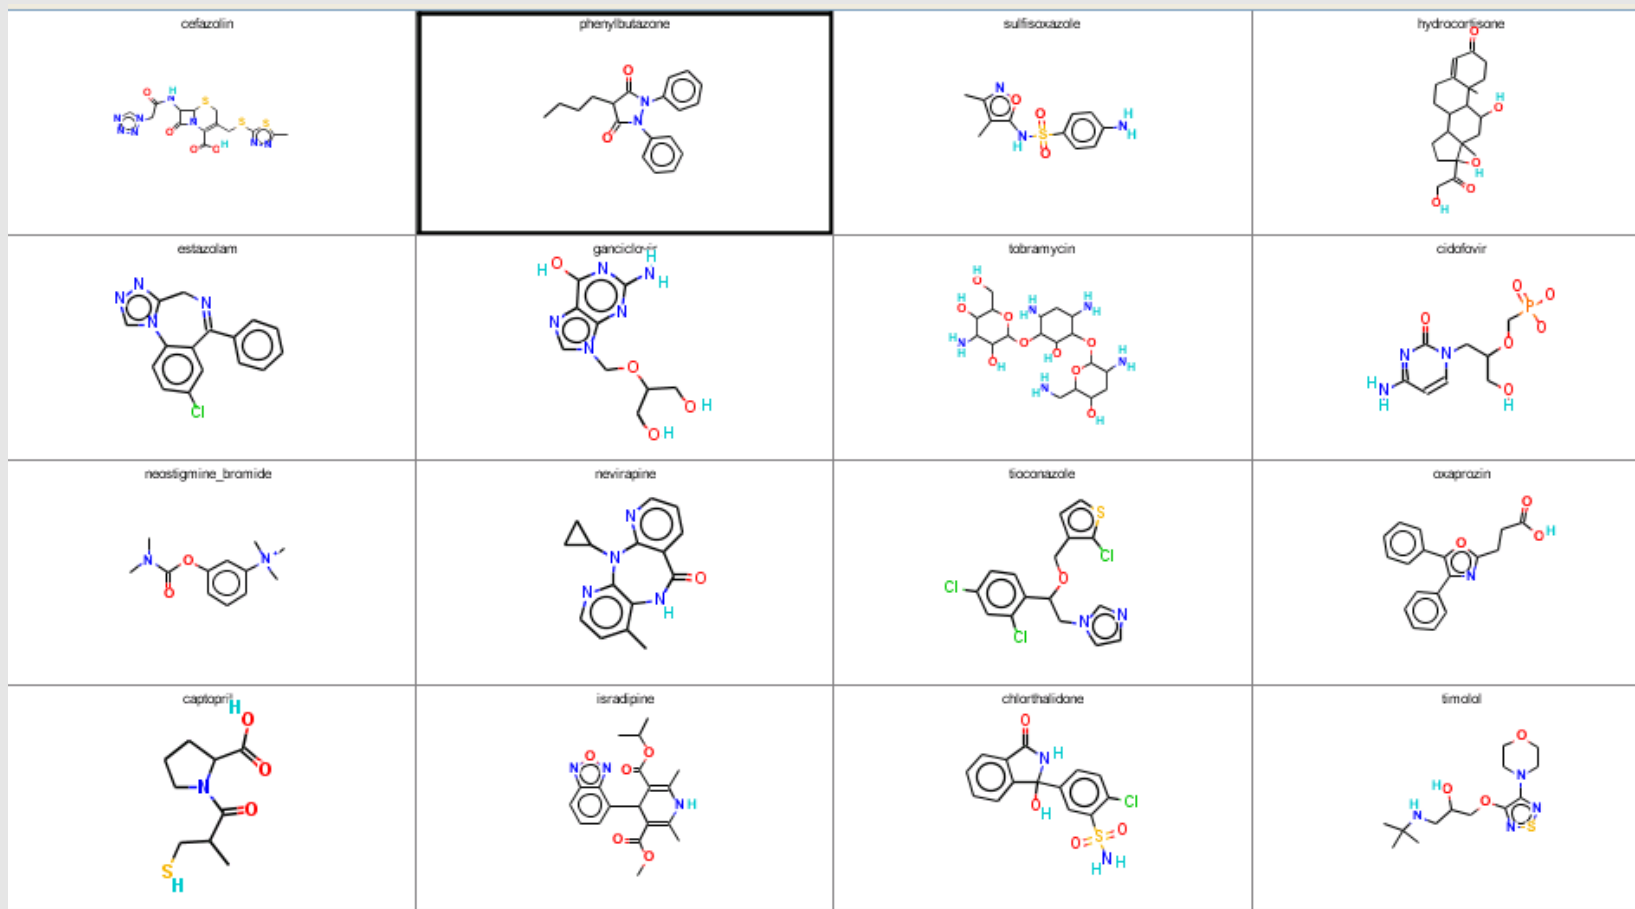 cefazolin
phenylbutazone
sulfisoxazole
hydrocortisone
estazolam
ganciclovir
tobramycin
cidofovir
neostigmine_bromide
nevirapine
tioconazole
oxaprozin
captopril
isradipine
chlorthalidone
timolol